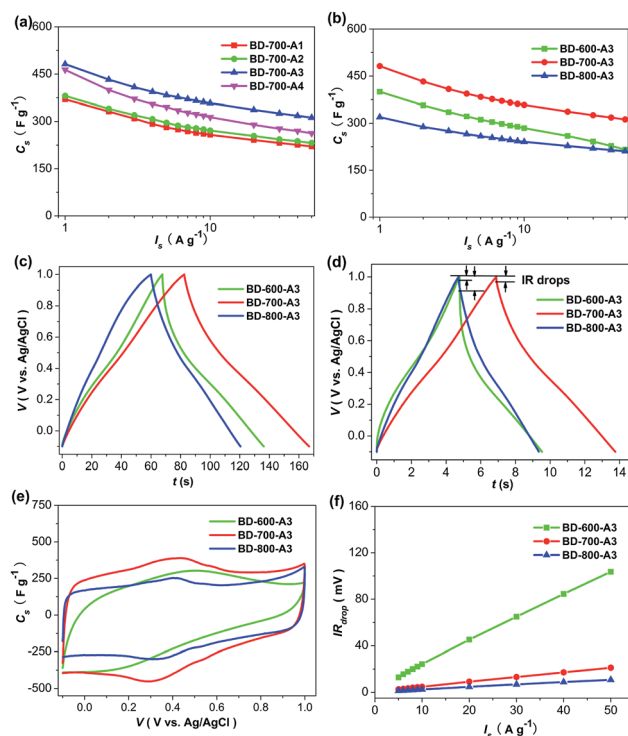 (a)
600
450
300
150
0
Cs ( F g-1)
BD-700-A1
BD-700-A2
BD-700-A3
BD-700-A4
1
10
Is ( A g-1)
(b)
600
450
300
150
0
Cs ( F g-1)
BD-600-A3
BD-700-A3
BD-800-A3
1
10
Is ( A g-1)
(c)
1.0
0.8
0.6
0.4
0.2
0.0
V ( V vs. Ag/AgCl)
BD-600-A3
BD-700-A3
BD-800-A3
0 20 40 60 80 100 120 140 160
t (s)
(d)
1.0
0.8
0.6
0.4
0.2
0.0
V ( V vs. Ag/AgCl)
IR drops
BD-600-A3
BD-700-A3
BD-800-A3
0 2 4 6 8 10 12 14
t (s)
(e)
750
500
250
0
-250
-500
Cs ( F g-1)
BD-600-A3
BD-700-A3
BD-800-A3
0.0 0.2 0.4 0.6 0.8 1.0
V ( V vs. Ag/AgCl)
(f)
160
120
80
40
0
IRdrop ( mV)
BD-600-A3
BD-700-A3
BD-800-A3
0 10 20 30 40 50
Is ( A g-1)